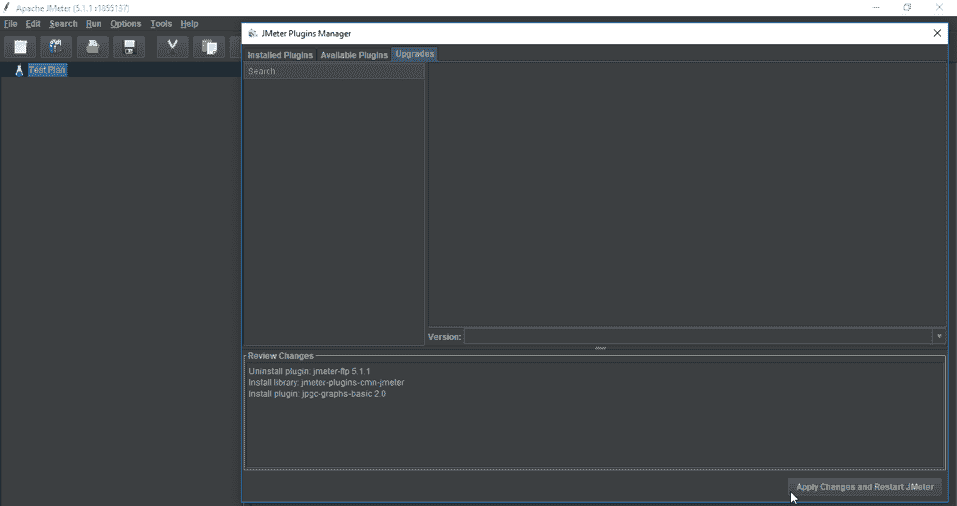 Apache JMeter (5.1.1 r1855137)
File Edit Search Run Options Tools Help
JMeter Plugins Manager
Installed Plugins Available Plugins Upgrades
Test Plan
Search
Version:
Review Changes
Uninstall plugin: jmeter-ftp 5.1.1
Install library: jmeter-plugins-cmn-jmeter
Install plugin: jpgc-graphs-basic 2.0
Apply Changes and Restart JMeter